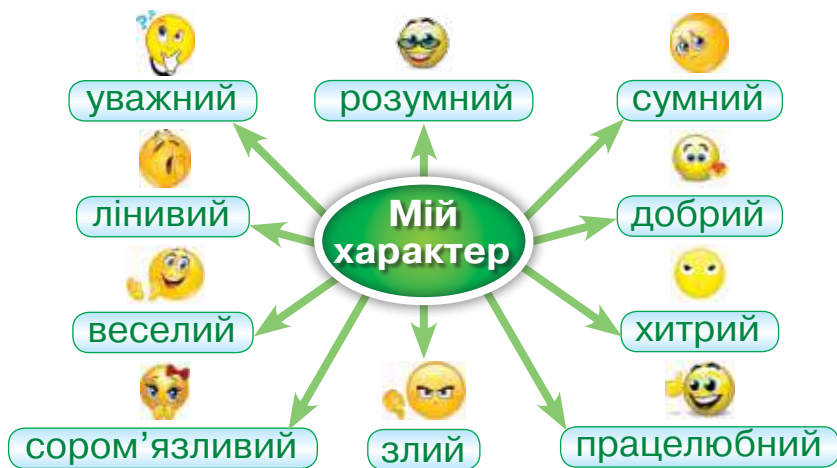 уважний
розумний
сумний
лінивий
Мій
характер
добрий
веселий
хитрий
сором’язливий
злий
працелюбний